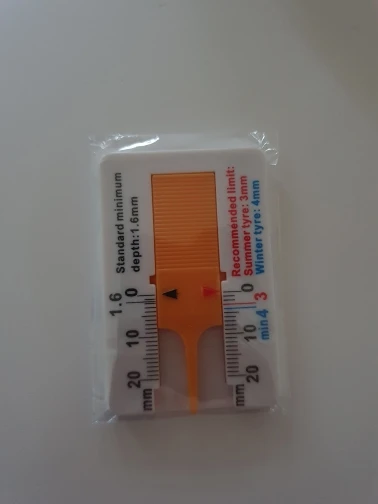 Standard minimum
depth:1.6mm
Recommended limit:
Summer tyre: 3mm
Winter tyre: 4mm
1.6
0
10
20
mm
0
3
min4
10
20
mm